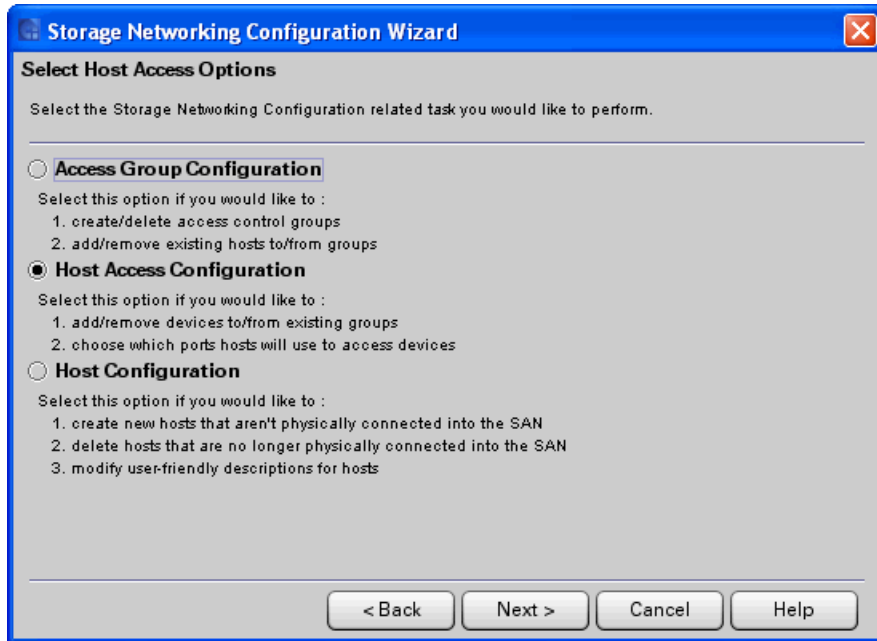 Storage Networking Configuration Wizard
Select Host Access Options
Select the Storage Networking Configuration related task you would like to perform.
Access Group Configuration
Select this option if you would like to :
1. create/delete access control groups
2. add/remove existing hosts to/from groups
Host Access Configuration
Select this option if you would like to :
1. add/remove devices to/from existing groups
2. choose which ports hosts will use to access devices
Host Configuration
Select this option if you would like to :
1. create new hosts that aren't physically connected into the SAN
2. delete hosts that are no longer physically connected into the SAN
3. modify user-friendly descriptions for hosts
< Back Next > Cancel Help